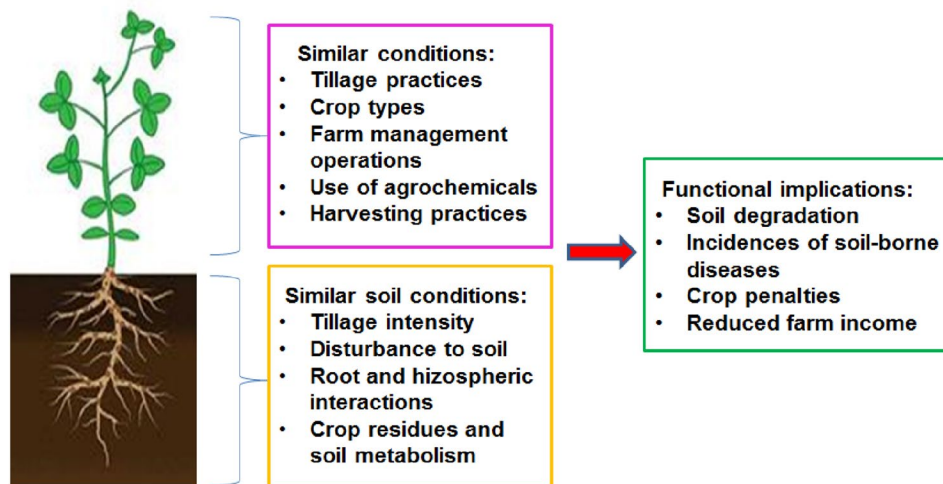 Similar conditions:
• Tillage practices
• Crop types
• Farm management
operations
• Use of agrochemicals
• Harvesting practices
Similar soil conditions:
• Tillage intensity
• Disturbance to soil
• Root and hizospheric
interactions
• Crop residues and
soil metabolism
Functional implications:
• Soil degradation
• Incidences of soil-borne
diseases
• Crop penalties
• Reduced farm income